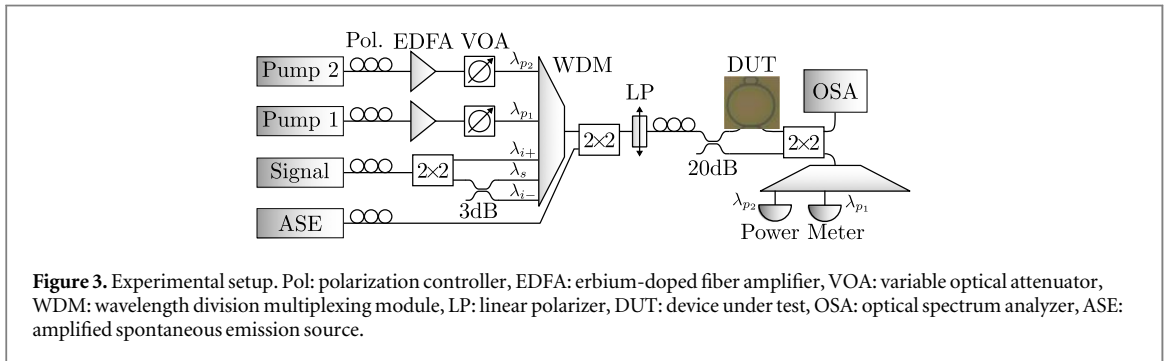 Pol. EDFA VOA
Pump 2
λp₂
WDM
DUT
OSA
LP
Pump 1
λp₁
2×2
2×2
λi+
Signal
2×2
λs
20dB
λi−
3dB
ASE
λp₂
λp₁
Power Meter
Figure 3. Experimental setup. Pol: polarization controller, EDFA: erbium-doped fiber amplifier, VOA: variable optical attenuator,
WDM: wavelength division multiplexing module, LP: linear polarizer, DUT: device under test, OSA: optical spectrum analyzer, ASE:
amplified spontaneous emission source.